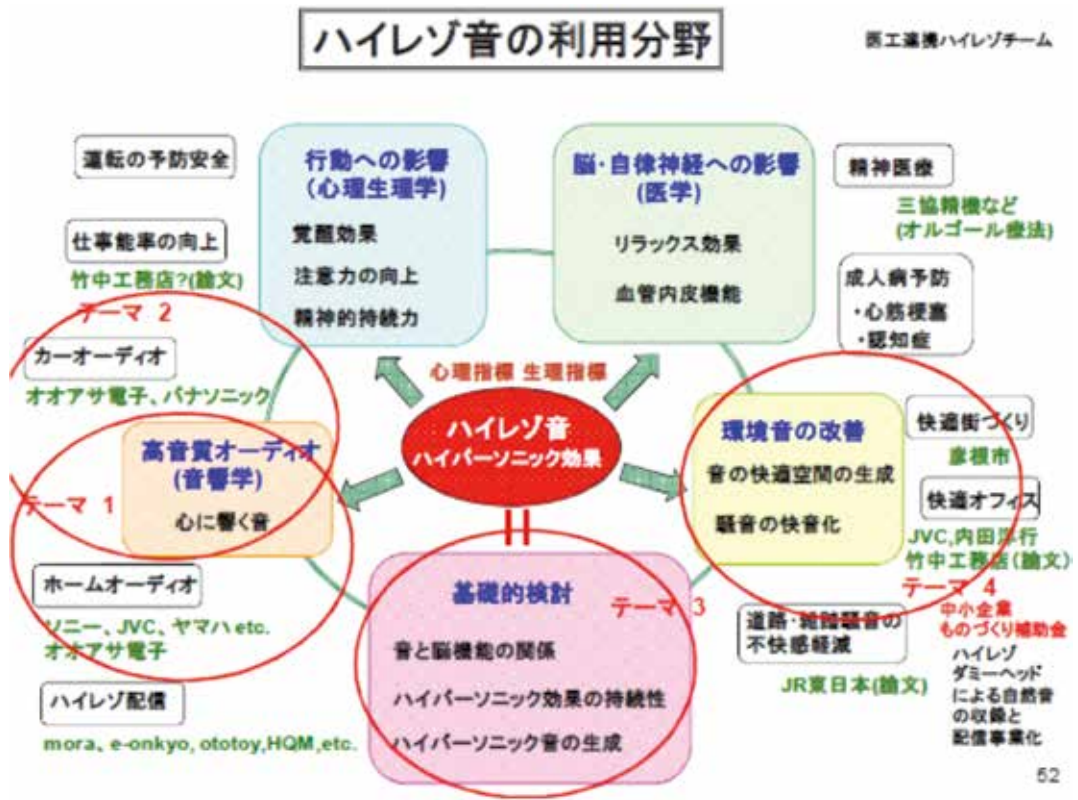 ハイレゾ音の利用分野
医工連携ハイレゾチーム
運転の予防安全
仕事能率の向上
竹中工務店?(論文)
テーマ 2
カーオーディオ
オオアサ電子、パナソニック
行動への影響
(心理生理学)
覚醒効果
注意力の向上
精神的持続力
脳・自律神経への影響
(医学)
リラックス効果
血管内皮機能
精神医療
三協精機など
(オルゴール療法)
成人病予防
・心筋梗塞
・認知症
心理指標 生理指標
ハイレゾ音
ハイパーソニック効果
高音質オーディオ
(音響学)
心に響く音
テーマ 1
ホームオーディオ
ソニー、JVC、ヤマハ etc.
オオアサ電子
ハイレゾ配信
mora、e-onkyo, ototoy,HQM,etc.
環境音の改善
音の快適空間の生成
騒音の快音化
快適街づくり
彦根市
快適オフィス
JVC,内田洋行
竹中工務店(論文)
テーマ 4
中小企業
ものづくり補助金
ハイレゾ
ダミーヘッド
による自然音
の収録と
配信事業化
基礎的検討
テーマ 3
音と脳機能の関係
ハイパーソニック効果の持続性
ハイパーソニック音の生成
道路・騒音の
不快感軽減
JR東日本(論文)
52